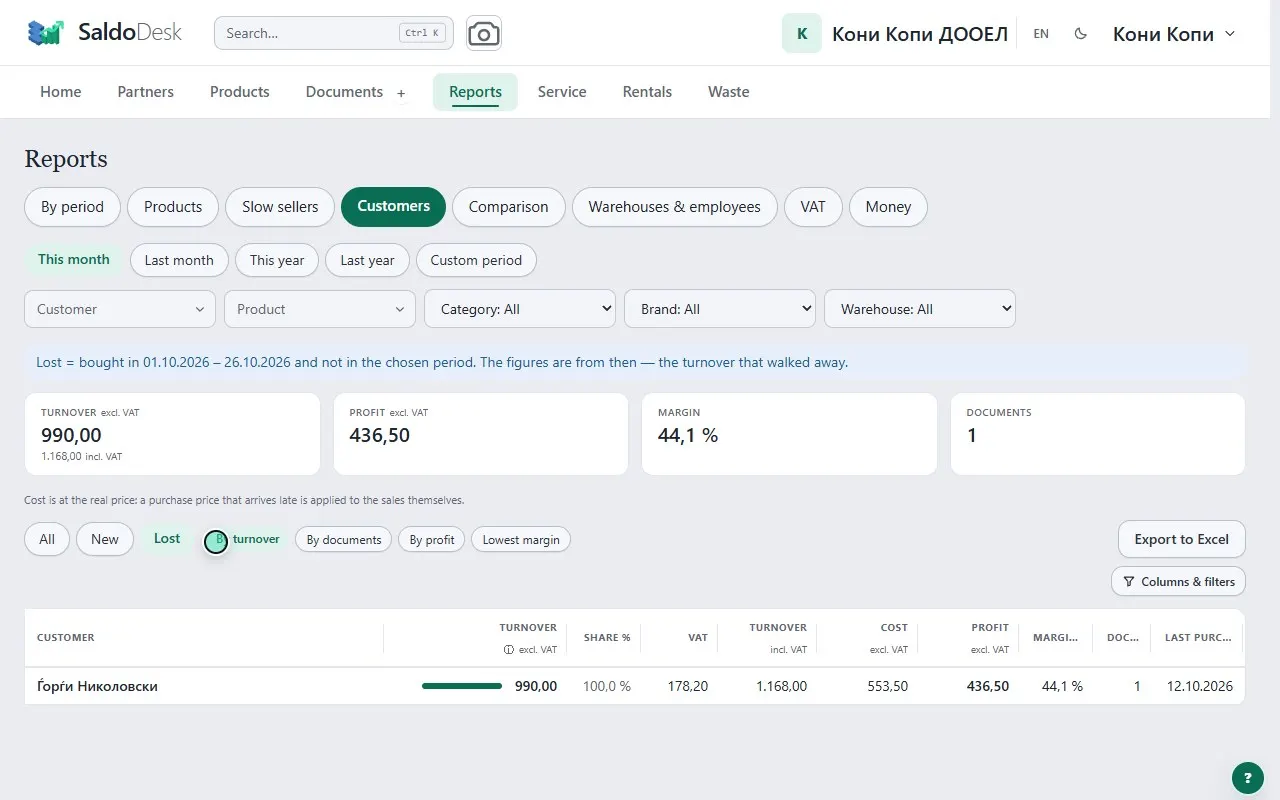 SaldoDesk
Search... Ctrl K
K Кони Копи ДООЕЛ EN Кони Копи
Home Partners Products Documents + Reports Service Rentals Waste
Reports
By period Products Slow sellers Customers Comparison Warehouses & employees VAT Money
This month Last month This year Last year Custom period
Customer Product Category: All Brand: All Warehouse: All
Lost = bought in 01.10.2026 – 26.10.2026 and not in the chosen period. The figures are from then — the turnover that walked away.
TURNOVER excl. VAT PROFIT excl. VAT MARGIN DOCUMENTS
990,00 436,50 44,1 % 1
1.168,00 incl. VAT
Cost is at the real price: a purchase price that arrives late is applied to the sales themselves.
All New Lost turnover By documents By profit Lowest margin Export to Excel
Columns & filters
CUSTOMER TURNOVER excl. VAT SHARE % VAT TURNOVER incl. VAT COST excl. VAT PROFIT excl. VAT MARGI... DOC... LAST PURC...
Ѓорѓи Николовски 990,00 100,0 % 178,20 1.168,00 553,50 436,50 44,1 % 1 12.10.2026
?